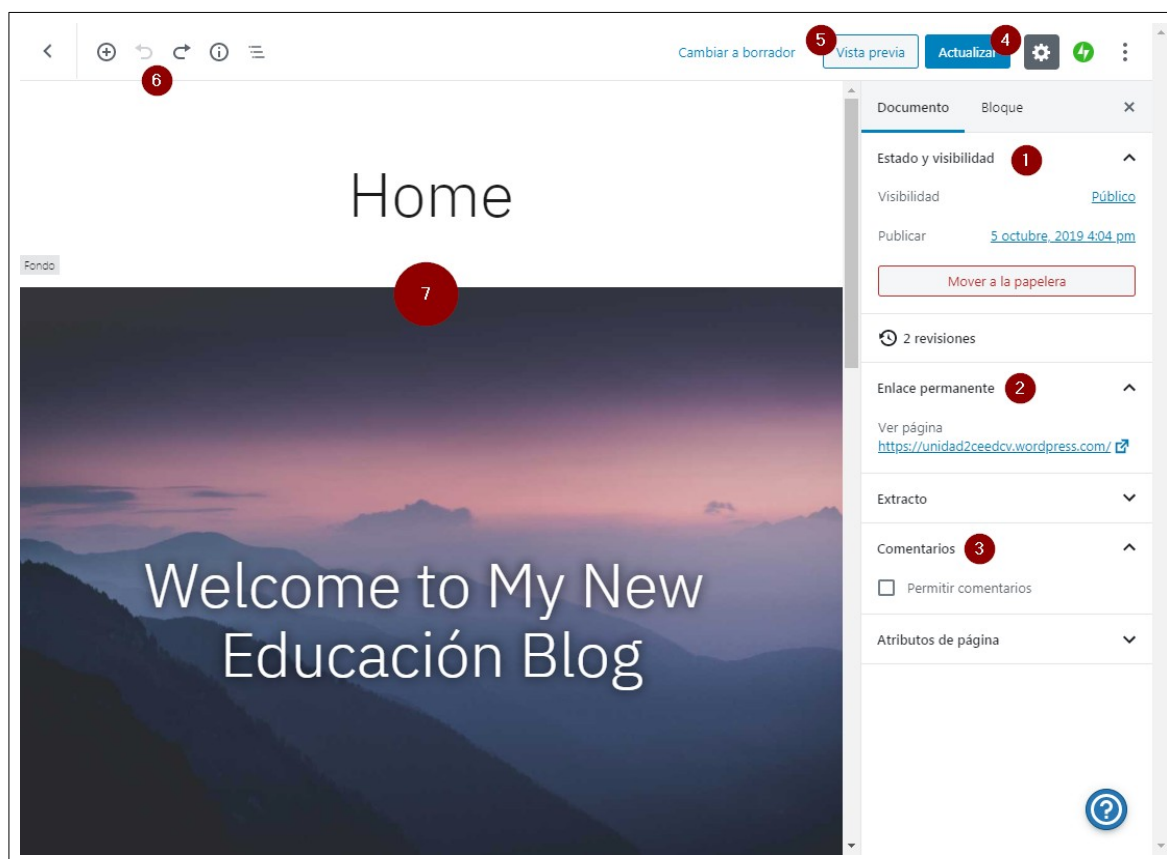 Cambiar a borrador
5
Vista previa
Actualizar
4
6
Documento
Bloque
Estado y visibilidad
1
Visibilidad
Público
Publicar
5 octubre, 2019 4:04 pm
Mover a la papelera
2 revisiones
Enlace permanente
2
Ver página
https://unidad2ceedcv.wordpress.com/
Extracto
Comentarios
3
Permitir comentarios
Atributos de página
Home
Fondo
7
Welcome to My New
Educación Blog